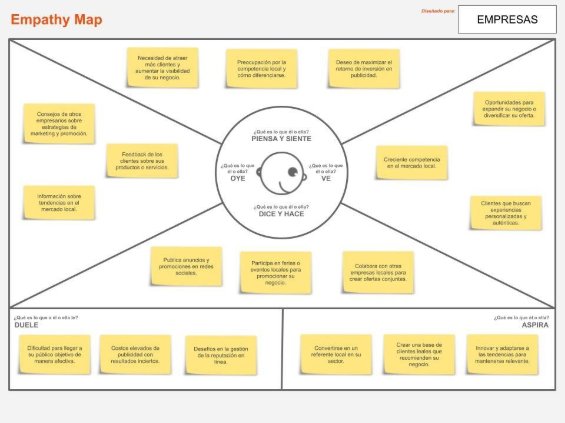 Empathy Map
Diseñado para:
EMPRESAS
Necesidad de atraer
más clientes y
aumentar la visibilidad
de su negocio.
Preocupación por la
competencia local y
cómo diferenciarse.
Deseo de maximizar el
retorno de inversión en
publicidad.
Consejos de otros
empresarios sobre
estrategias de
marketing y promoción.
Feedback de los
clientes sobre sus
productos o servicios.
Información sobre
tendencias en el
mercado local.
¿Qué es lo que él o ella?
PIENSA Y SIENTE
¿Qué es lo que
él o ella?
OYE
¿Qué es lo que
él o ella?
VE
¿Qué es lo que él o ella?
DICE Y HACE
Oportunidades para
expandir su negocio o
diversificar su oferta.
Creciente competencia
en el mercado local.
Clientes que buscan
experiencias
personalizadas y
auténticas.
Publica anuncios y
promociones en redes
sociales.
Participa en ferias o
eventos locales para
promocionar su
negocio.
Colabora con otras
empresas locales para
crear ofertas conjuntas.
¿Qué es lo que a él o ella le?
DUELE
Dificultad para llegar a
su público objetivo de
manera efectiva.
Costos elevados de
publicidad con
resultados inciertos.
Desafíos en la gestión
de la reputación en
línea.
¿Qué es lo que él o ella?
ASPIRA
Convertirse en un
referente local en su
sector.
Crear una base de
clientes leales que
recomienden su
negocio.
Innovar y adaptarse a
las tendencias para
mantenerse relevante.